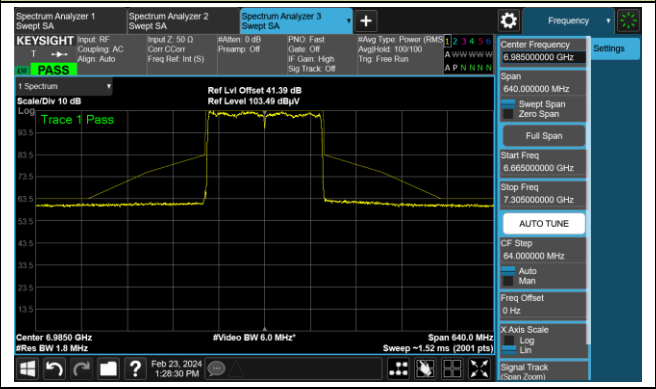 Spectrum Analyzer 1
Swept SA
Spectrum Analyzer 2
Swept SA
Spectrum Analyzer 3
Swept SA
Frequency
KEYSIGHT
T
PASS
Input: RF
Coupling: AC
Align: Auto
Input Z: 50 Ω
Corr CCorr
Freq Ref: Int (S)
#Atten: 0 dB
Preamp: Off
PNO: Fast
Gate: Off
IF Gain: High
Sig Track: Off
#Avg Type: Power (RMS
Avg|Hold: 100/100
Trig: Free Run
1 2 3 4 5 6
A W W W W W
A P N N N N
1 Spectrum
Scale/Div 10 dB
Ref Lvl Offset 41.39 dB
Ref Level 103.49 dBµV
Log
Trace 1 Pass
93.5
83.5
73.5
63.5
53.5
43.5
33.5
23.5
13.5
Center 6.9850 GHz
#Res BW 1.8 MHz
#Video BW 6.0 MHz*
Span 640.0 MHz
Sweep ~1.52 ms (2001 pts)
Center Frequency
6.985000000 GHz
Settings
Span
640.000000 MHz
Swept Span
Zero Span
Full Span
Start Freq
6.665000000 GHz
Stop Freq
7.305000000 GHz
AUTO TUNE
CF Step
64.000000 MHz
Auto
Man
Freq Offset
0 Hz
X Axis Scale
Log
Lin
Signal Track
(Span Zoom)
Feb 23, 2024
1:28:30 PM